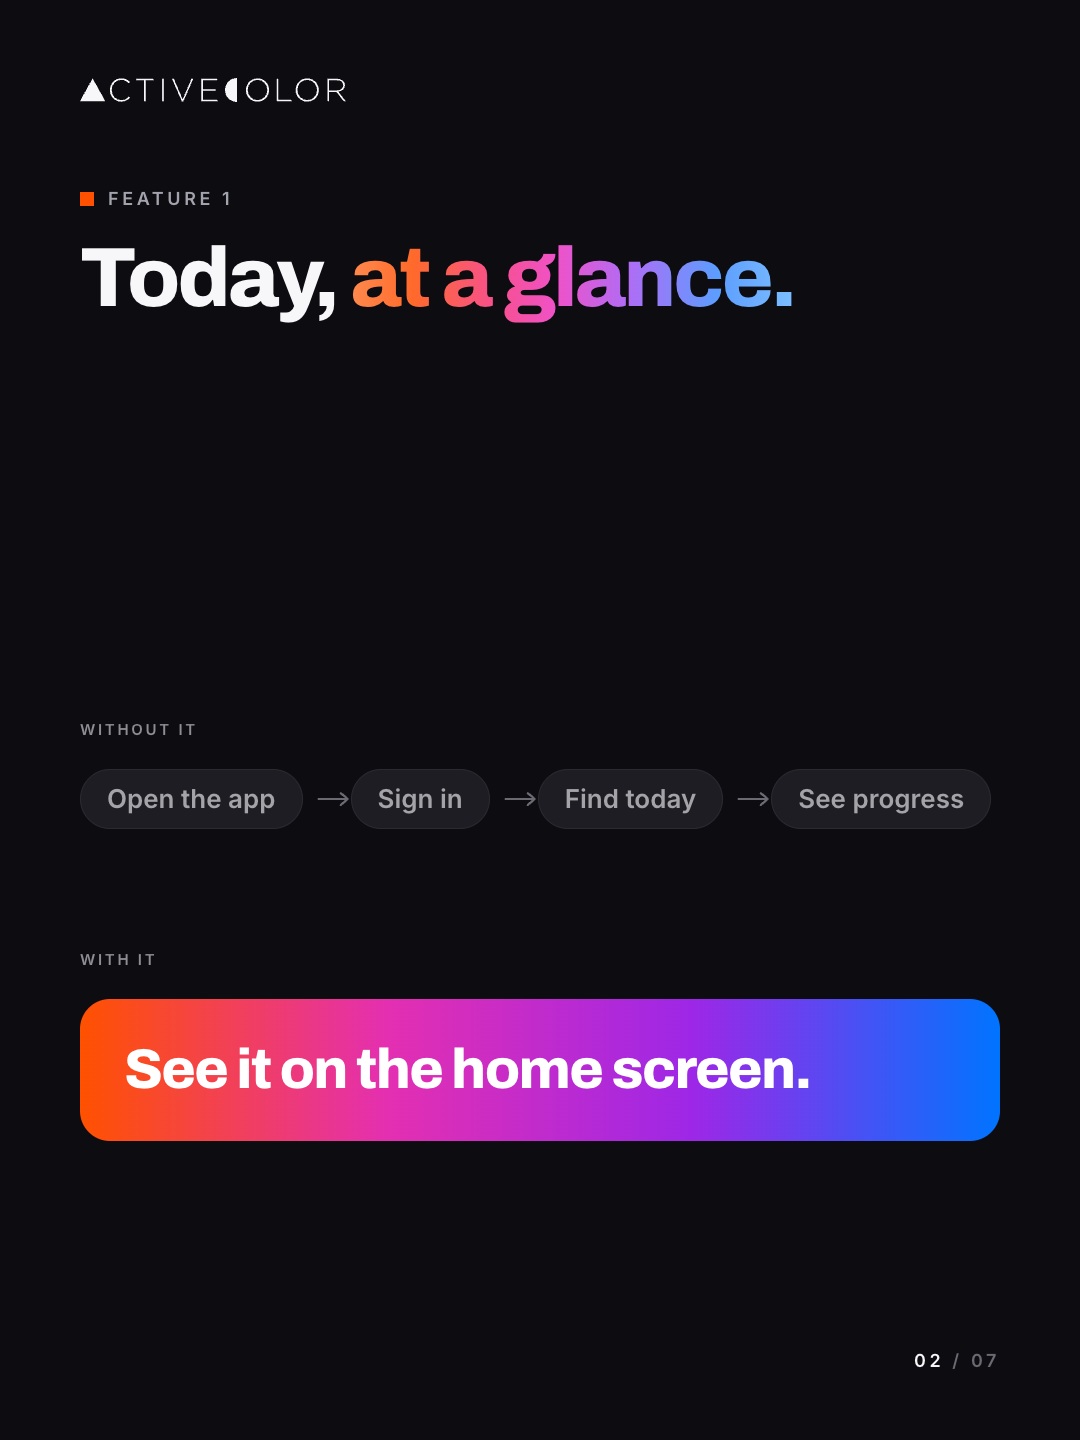 ACTIVECOLOR
FEATURE 1
Today, at a glance.
WITHOUT IT
Open the app → Sign in → Find today → See progress
WITH IT
See it on the home screen.
02 / 07